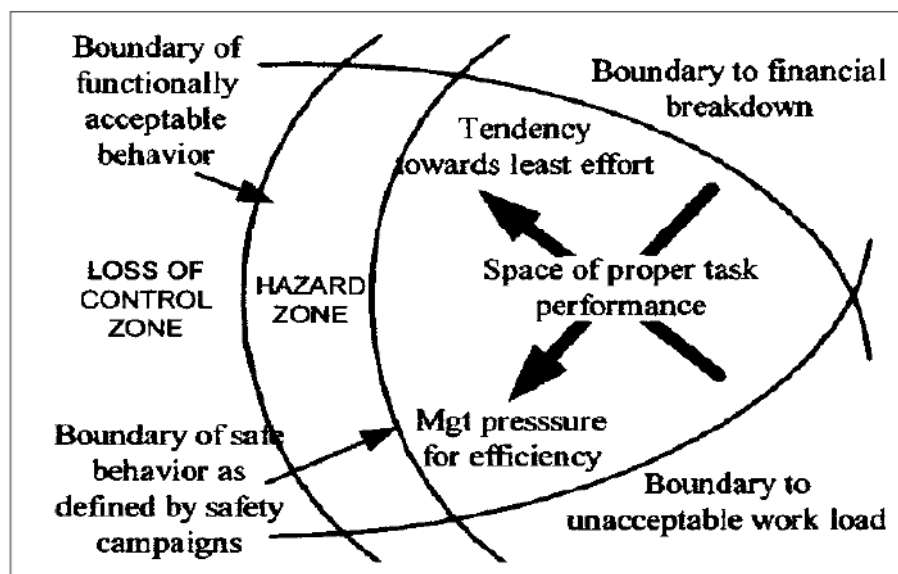 Boundary of
functionally
acceptable
behavior
Boundary to financial
breakdown
Tendency
towards least effort
LOSS OF
CONTROL
ZONE
HAZARD
ZONE
Space of proper task
performance
Mgt presssure
for efficiency
Boundary of safe
behavior as
defined by safety
campaigns
Boundary to
unacceptable work load